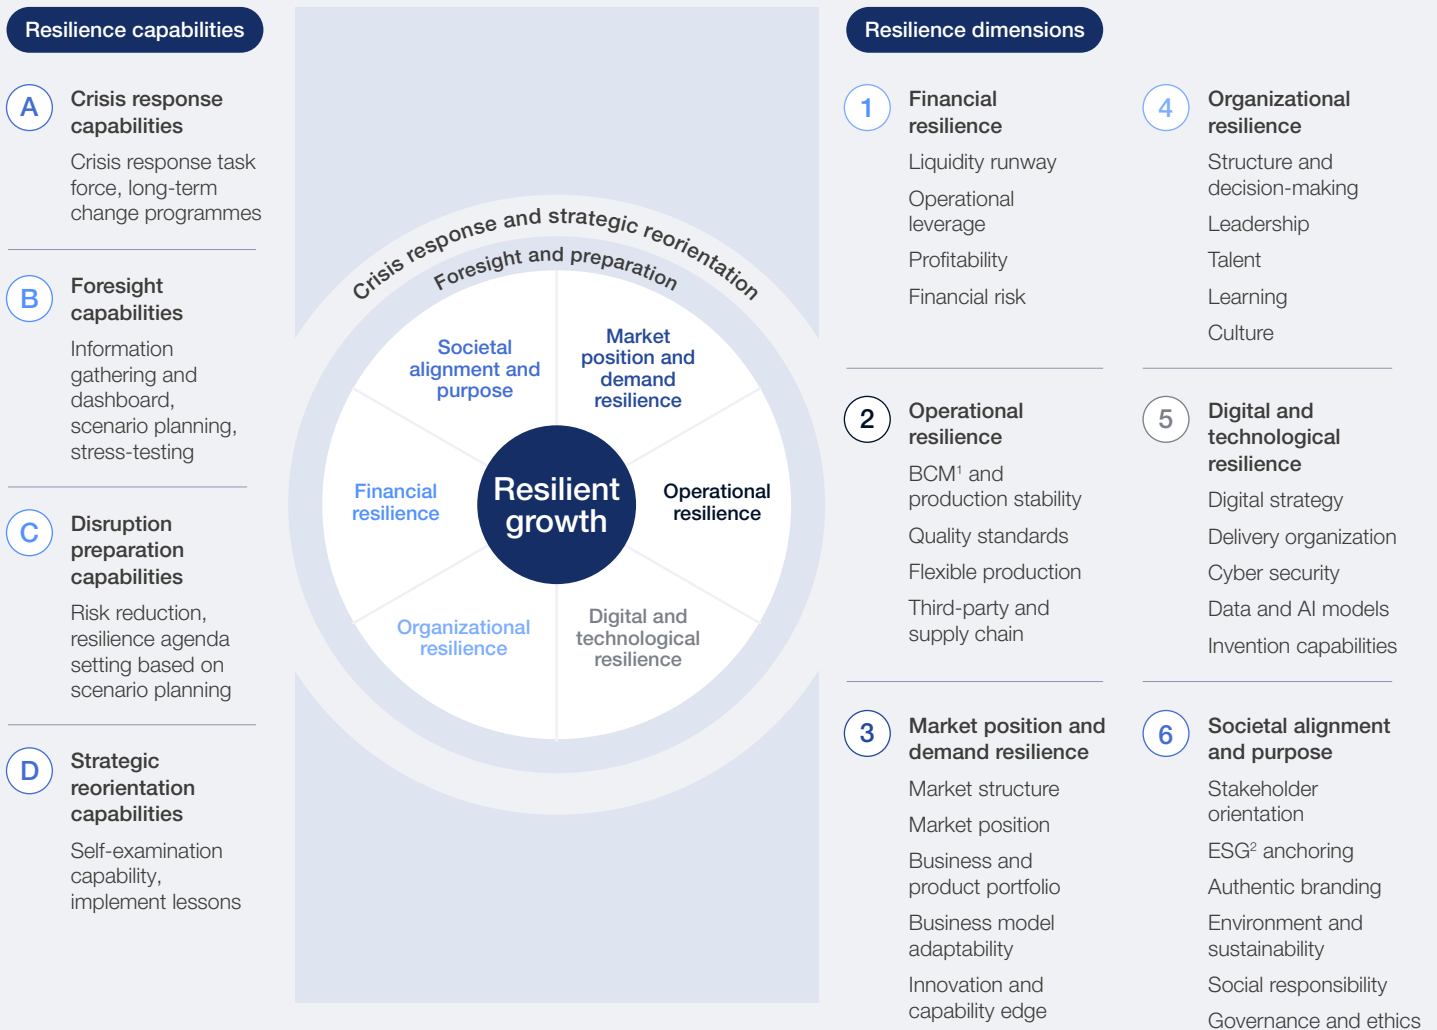 Resilience capabilities
A
Crisis response
capabilities
Crisis response task
force, long-term
change programmes
B
Foresight
capabilities
Information
gathering and
dashboard,
scenario planning,
stress-testing
C
Disruption
preparation
capabilities
Risk reduction,
resilience agenda
setting based on
scenario planning
D
Strategic
reorientation
capabilities
Self-examination
capability,
implement lessons
Crisis response and strategic reorientation
Foresight and preparation
Societal
alignment and
purpose
Market
position and
demand
resilience
Financial
resilience
Resilient
growth
Operational
resilience
Organizational
resilience
Digital and
technological
resilience
Resilience dimensions
1
Financial
resilience
Liquidity runway
Operational
leverage
Profitability
Financial risk
2
Operational
resilience
BCM¹ and
production stability
Quality standards
Flexible production
Third-party and
supply chain
3
Market position and
demand resilience
Market structure
Market position
Business and
product portfolio
Business model
adaptability
Innovation and
capability edge
4
Organizational
resilience
Structure and
decision-making
Leadership
Talent
Learning
Culture
5
Digital and
technological
resilience
Digital strategy
Delivery organization
Cyber security
Data and AI models
Invention capabilities
6
Societal alignment
and purpose
Stakeholder
orientation
ESG² anchoring
Authentic branding
Environment and
sustainability
Social responsibility
Governance and ethics